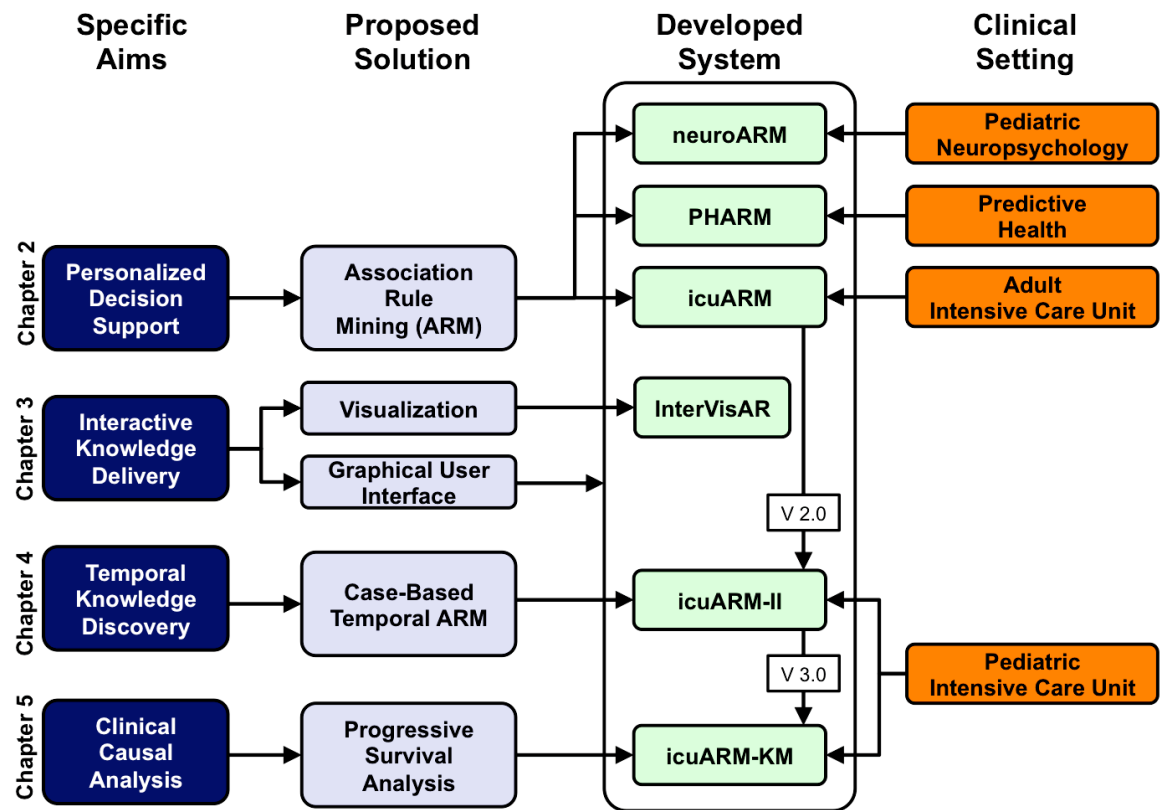 Specific
Aims
Proposed
Solution
Developed
System
Clinical
Setting
neuroARM
Pediatric
Neuropsychology
PHARM
Predictive
Health
Chapter 2
Personalized
Decision
Support
Association
Rule
Mining (ARM)
icuARM
Adult
Intensive Care Unit
Chapter 3
Interactive
Knowledge
Delivery
Visualization
InterVisAR
Graphical User
Interface
V 2.0
Chapter 4
Temporal
Knowledge
Discovery
Case-Based
Temporal ARM
icuARM-II
V 3.0
Pediatric
Intensive Care Unit
Chapter 5
Clinical
Causal
Analysis
Progressive
Survival
Analysis
icuARM-KM